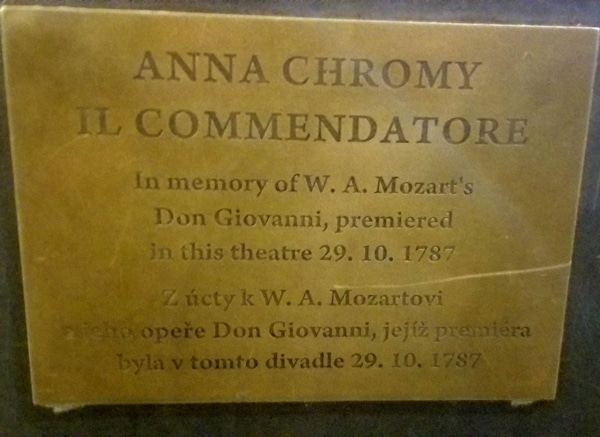 ANNA CHROMY
IL COMMENDATORE
In memory of W. A. Mozart's
Don Giovanni, premiered
in this theatre 29. 10. 1787
Z úcty k W. A. Mozartovi
a jeho opeře Don Giovanni, jejíž premiéra
byla v tomto divadle 29. 10. 1787